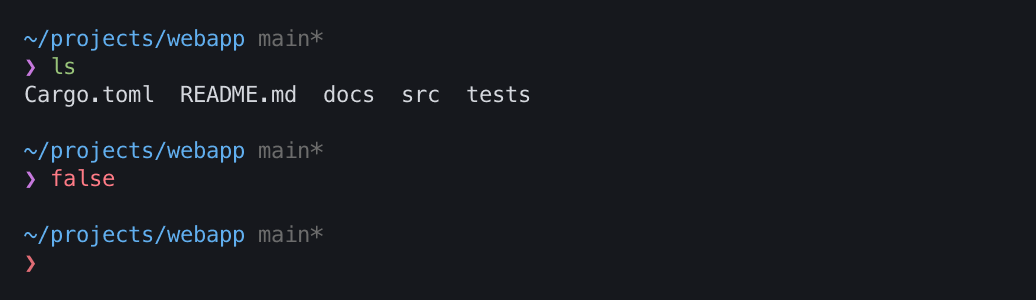 ~/projects/webapp main*
❯ ls
Cargo.toml  README.md  docs  src  tests
~/projects/webapp main*
❯ false
~/projects/webapp main*
❯